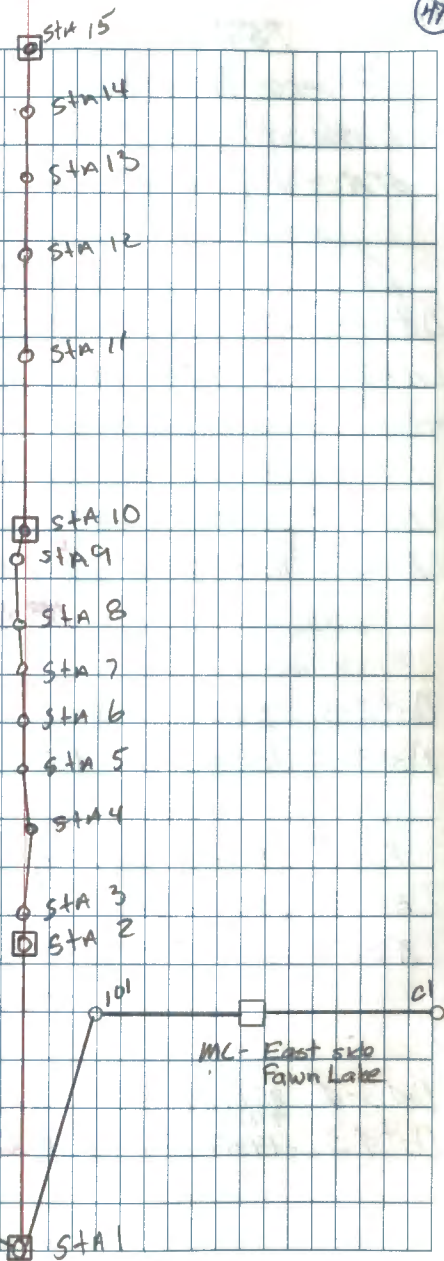 47
StA 15
StA 14
StA 13
StA 12
StA 11
StA 10
StA 9
StA 8
StA 7
StA 6
StA 5
StA 4
StA 3
StA 2
101
C1
MC - East side
Fawn Lake
StA 1